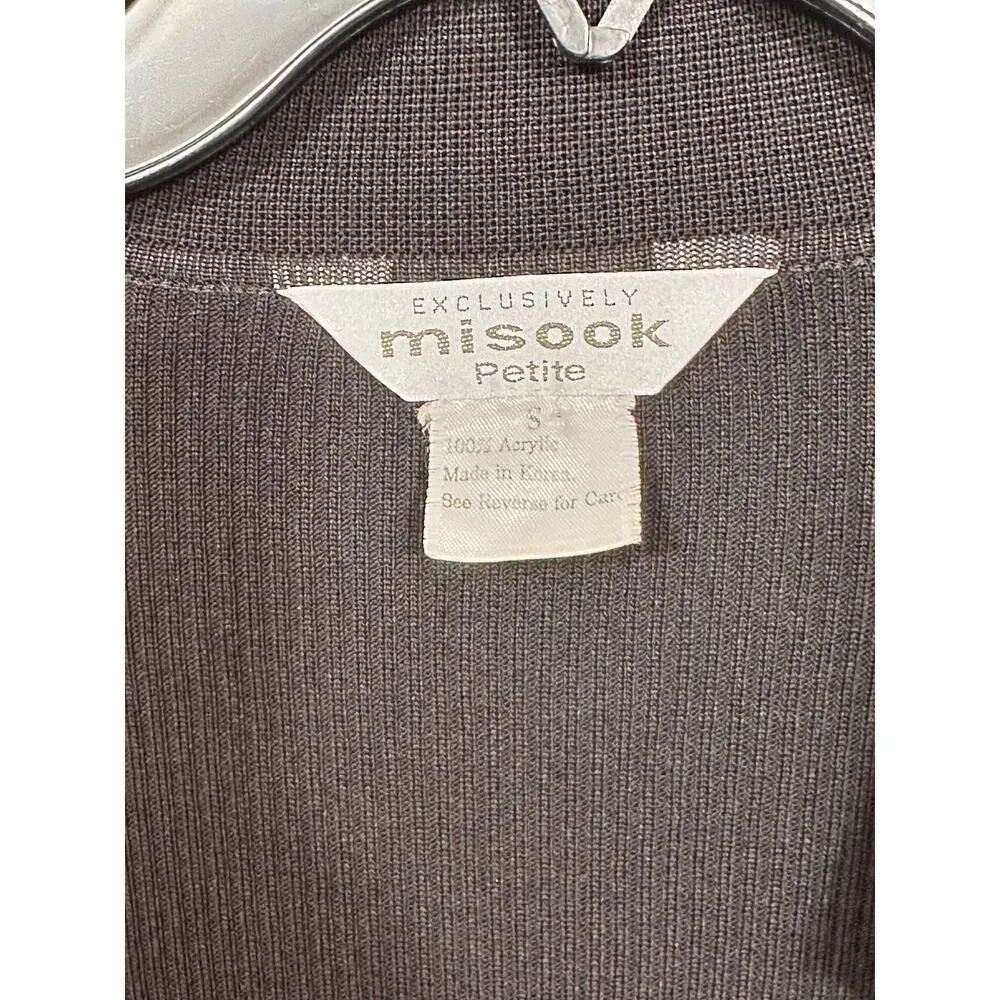 EXCLUSIVELY
misook
Petite
S
100% Acrylic
Made in Korea.
See Reverse for Care